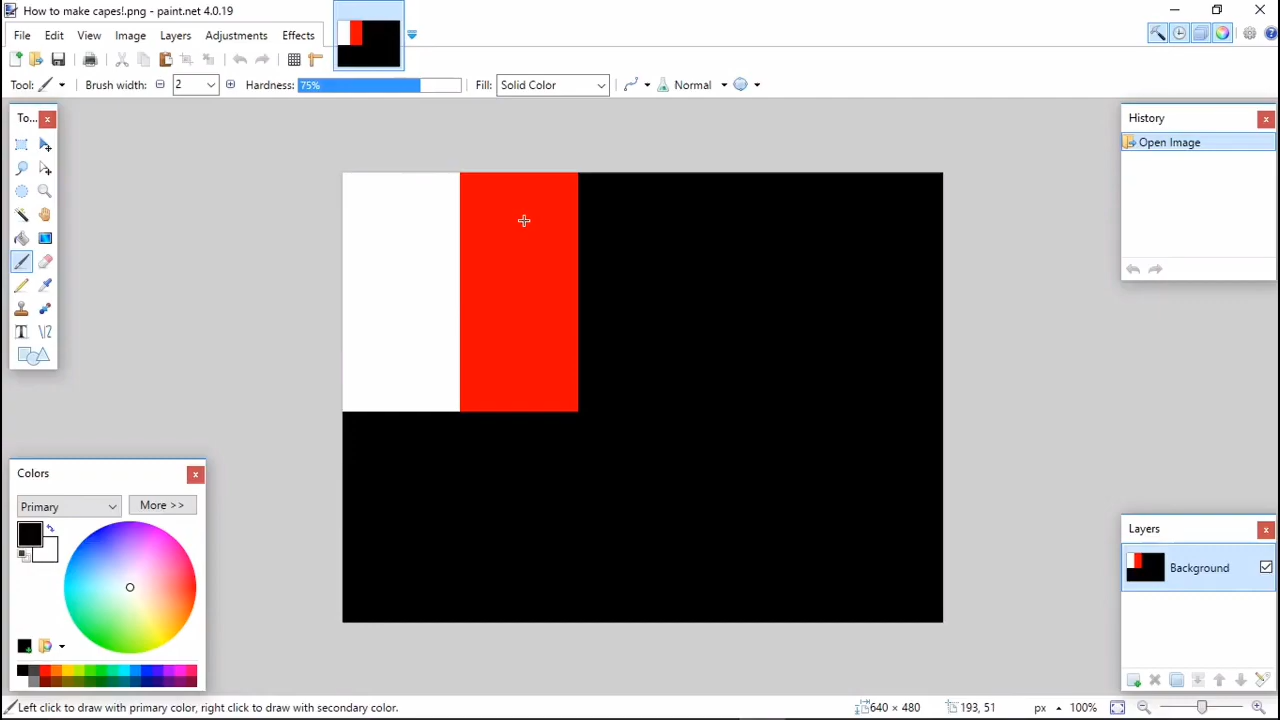 How to make capes!.png - paint.net 4.0.19
File Edit View Image Layers Adjustments Effects
Tool: Brush width: 2 Hardness: 75% Fill: Solid Color Normal
To...
History
Open Image
Colors
Primary More >>
Layers
Background
Left click to draw with primary color, right click to draw with secondary color. 640 × 480 193, 51 px 100%